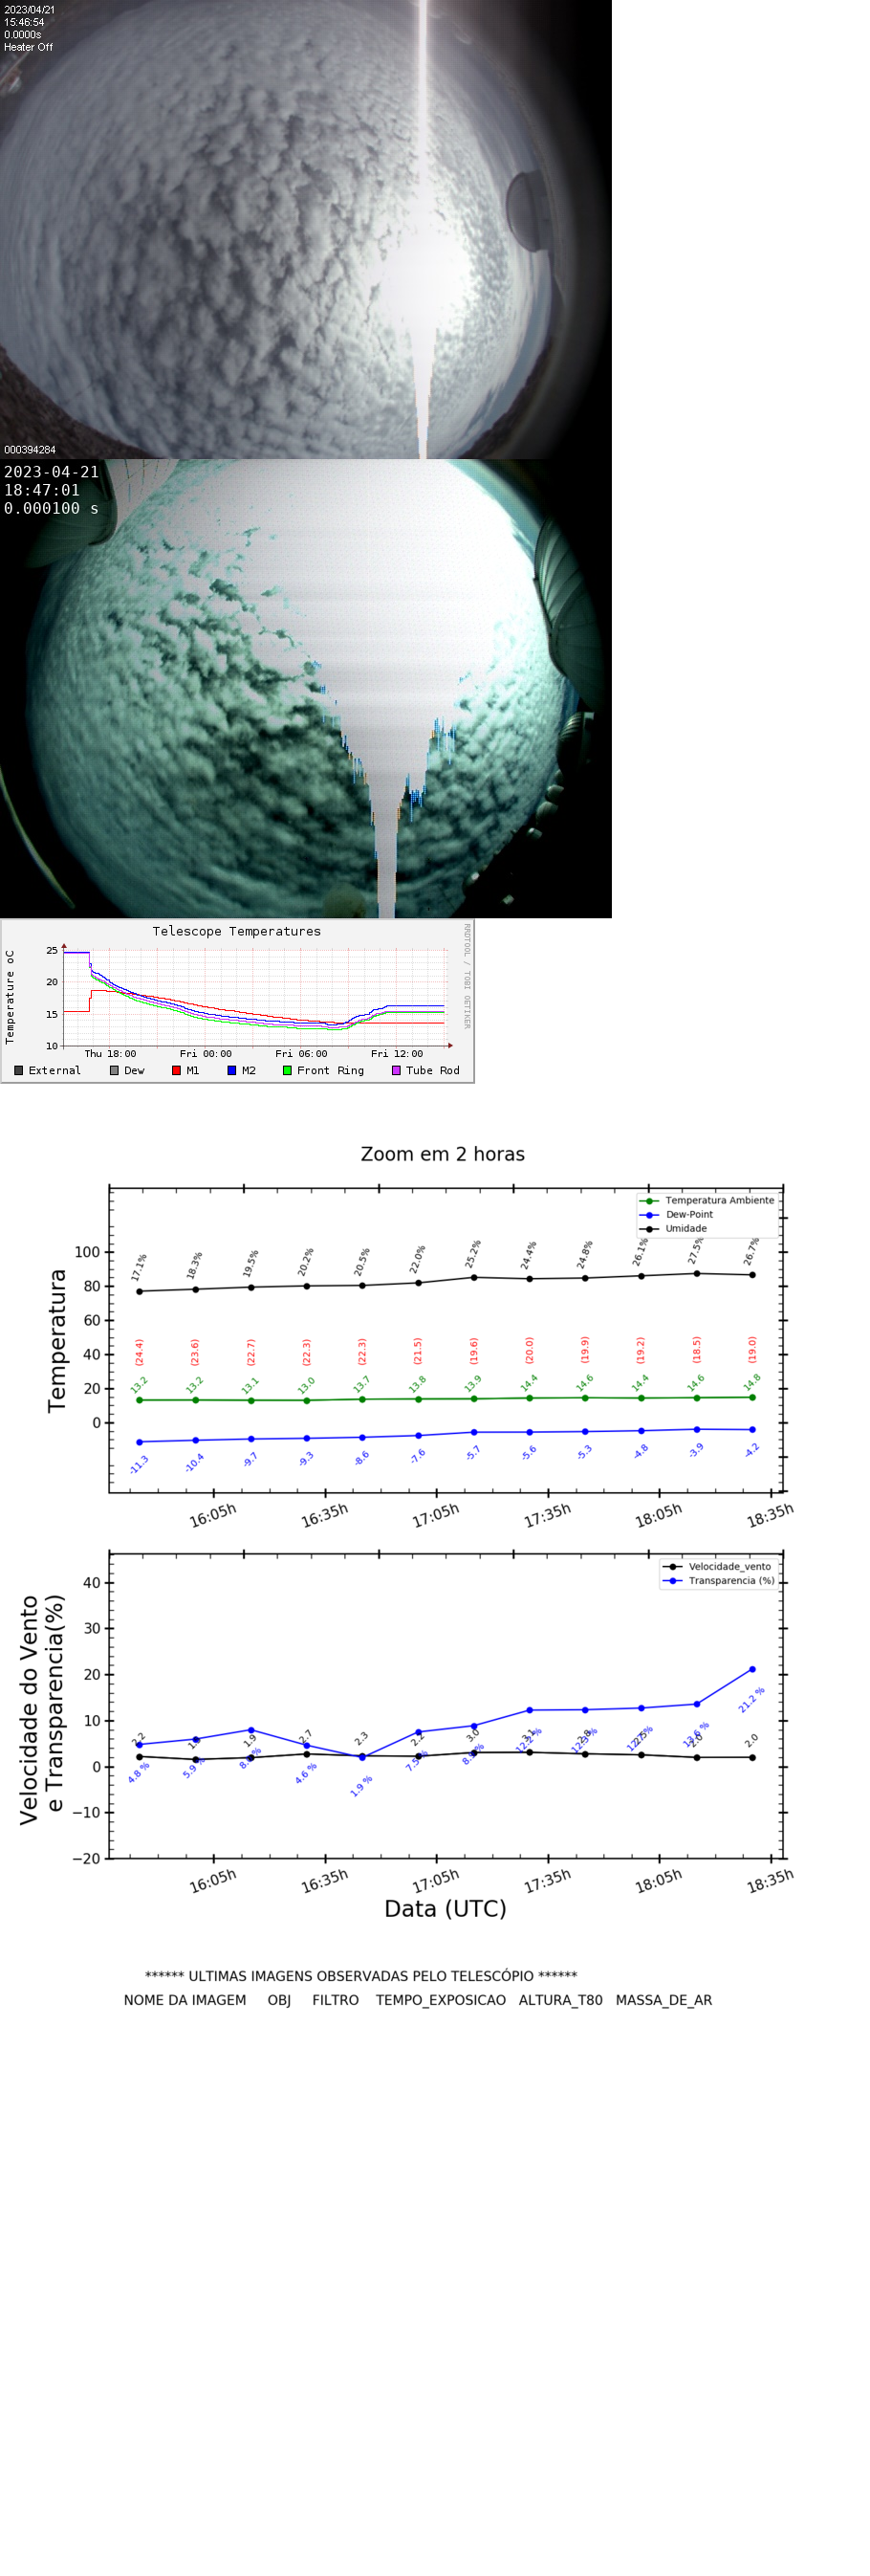 2023/04/21
15:46:54
0.0000s
Heater Off
000394284
2023-04-21
18:47:01
0.000100 s
Telescope Temperatures
RRDTOOL / TOBI OETIKER
Temperature oC
25
20
15
10
Thu 18:00 Fri 00:00 Fri 06:00 Fri 12:00
External Dew M1 M2 Front Ring Tube Rod
Zoom em 2 horas
Temperatura Ambiente
Dew-Point
Umidade
Temperatura
100
80
60
40
20
0
17.1% 18.3% 19.5% 20.2% 20.5% 22.0% 25.2% 24.4% 24.8% 26.1% 27.5% 26.7%
(24.4) (23.6) (22.7) (22.3) (22.3) (21.5) (19.6) (20.0) (19.9) (19.2) (18.5) (19.0)
13.2 13.2 13.1 13.0 13.7 13.8 13.9 14.4 14.6 14.4 14.6 14.8
-11.3 -10.4 -9.7 -9.3 -8.6 -7.6 -5.7 -5.6 -5.3 -4.8 -3.9 -4.2
16:05h 16:35h 17:05h 17:35h 18:05h 18:35h
Velocidade_vento
Transparencia (%)
Velocidade do Vento
e Transparencia(%)
40
30
20
10
0
−10
−20
2.2 1.9 2.7 2.3 2.2 3.0 2.0
4.8 % 4.6 % 1.9 % 21.2 %
16:05h 16:35h 17:05h 17:35h 18:05h 18:35h
Data (UTC)
****** ULTIMAS IMAGENS OBSERVADAS PELO TELESCÓPIO ******
NOME DA IMAGEM OBJ FILTRO TEMPO_EXPOSICAO ALTURA_T80 MASSA_DE_AR